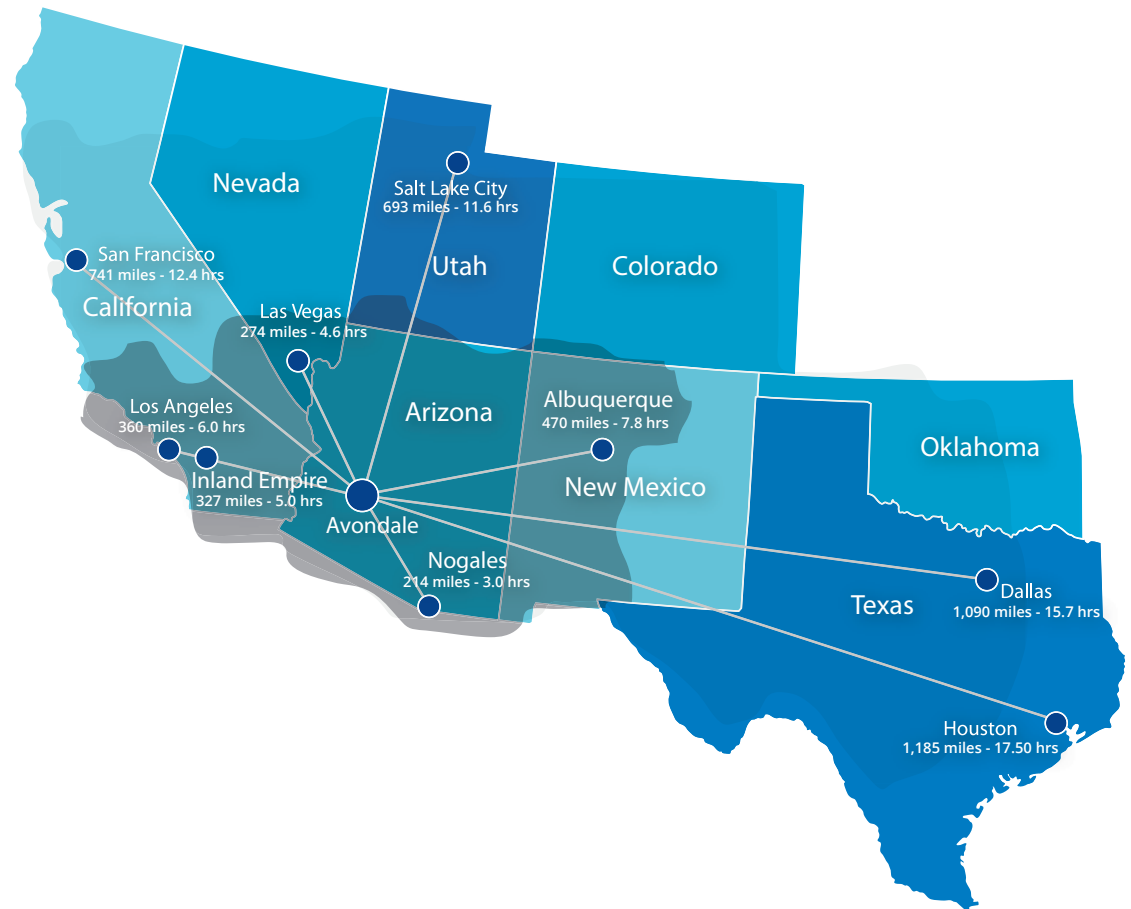 Nevada
Salt Lake City
693 miles - 11.6 hrs
Utah
Colorado
San Francisco
741 miles - 12.4 hrs
California
Las Vegas
274 miles - 4.6 hrs
Los Angeles
360 miles - 6.0 hrs
Arizona
Albuquerque
470 miles - 7.8 hrs
Oklahoma
Inland Empire
327 miles - 5.0 hrs
New Mexico
Avondale
Nogales
214 miles - 3.0 hrs
Texas
Dallas
1,090 miles - 15.7 hrs
Houston
1,185 miles - 17.50 hrs